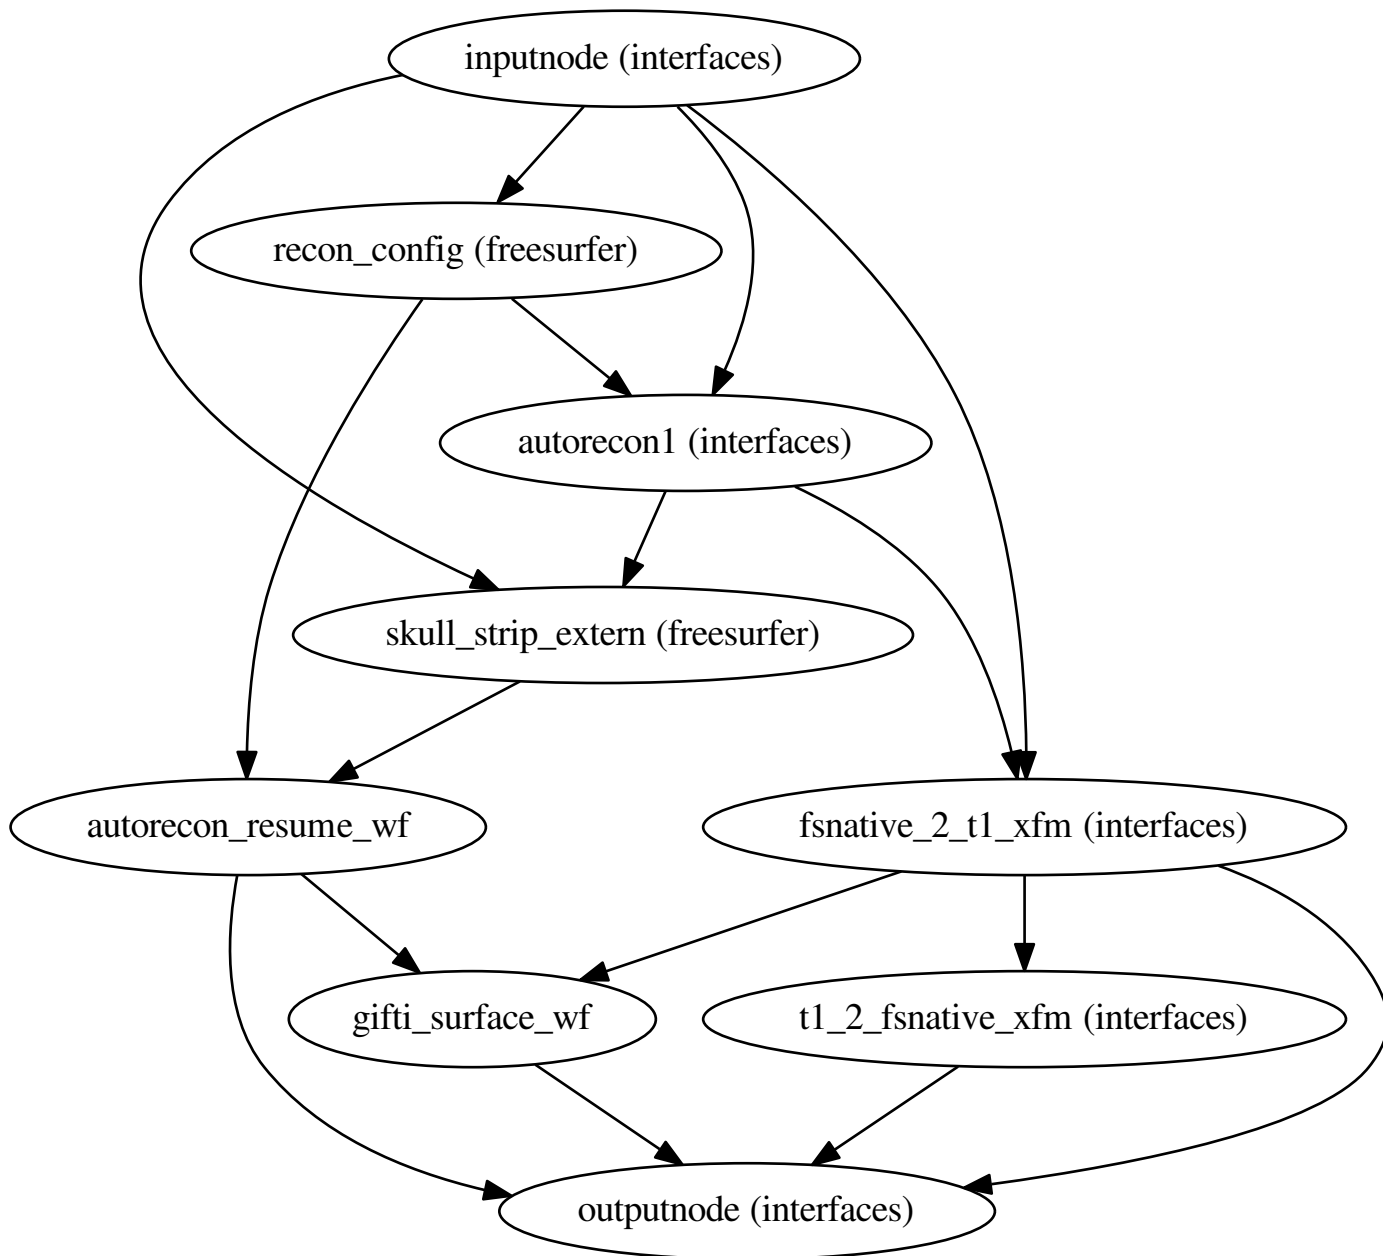 inputnode (interfaces)
recon_config (freesurfer)
autorecon1 (interfaces)
skull_strip_extern (freesurfer)
autorecon_resume_wf
fsnative_2_t1_xfm (interfaces)
gifti_surface_wf
t1_2_fsnative_xfm (interfaces)
outputnode (interfaces)